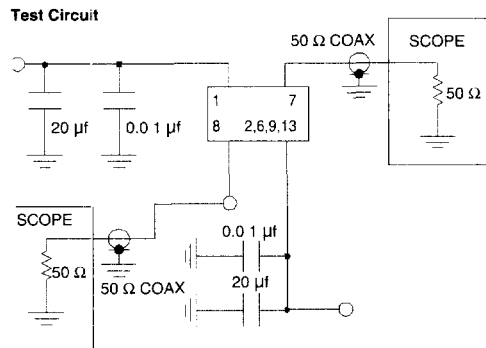 Test Circuit
50 Ω COAX
SCOPE
50 Ω
1 7
8 2,6,9,13
20 µf
0.0 1 µf
SCOPE
50 Ω
50 Ω COAX
0.0 1 µf
20 µf